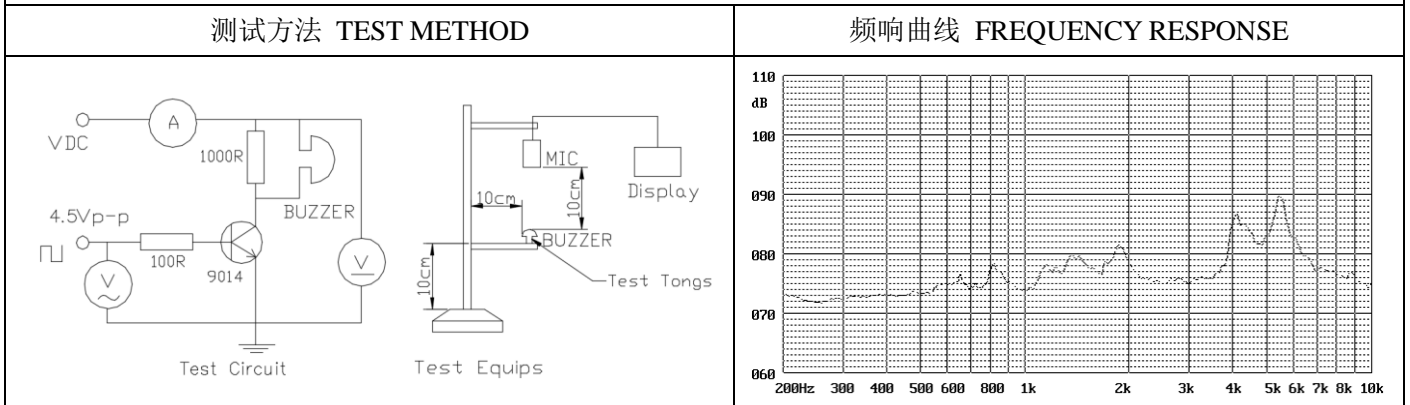 测试方法 TEST METHOD
频响曲线 FREQUENCY RESPONSE
VDC
A
1000R
BUZZER
4.5Vp-p
100R
9014
V
V
Test Circuit
MIC
Display
10cm
10cm
BUZZER
10cm
Test Tongs
Test Equips
110
dB
100
090
080
070
060
200Hz 300 400 500 600 800 1k 2k 3k 4k 5k 6k 7k 8k 10k